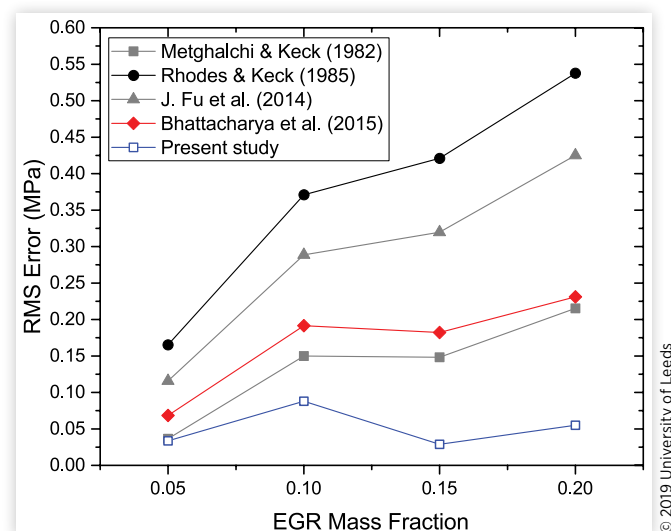 0.60
0.55
0.50
0.45
0.40
0.35
0.30
0.25
0.20
0.15
0.10
0.05
0.00
RMS Error (MPa)
Metghalchi & Keck (1982)
Rhodes & Keck (1985)
J. Fu et al. (2014)
Bhattacharya et al. (2015)
Present study
0.05 0.10 0.15 0.20
EGR Mass Fraction
© 2019 University of Leeds